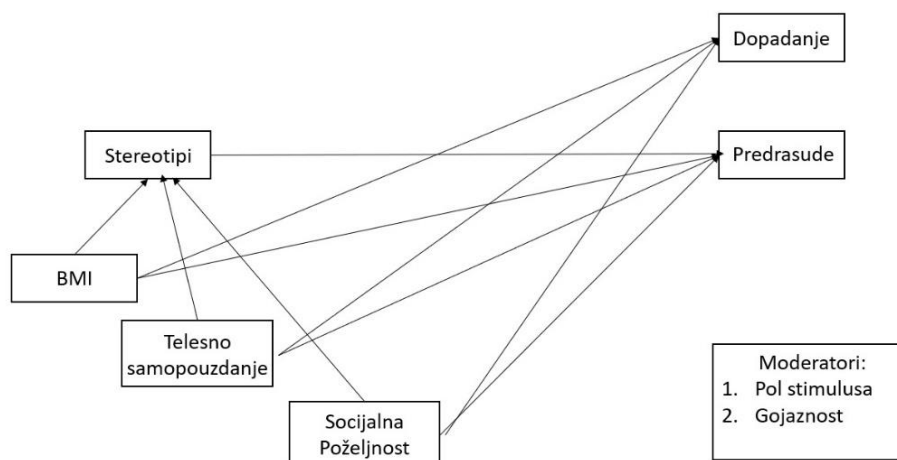 Dopadanje
Stereotipi
Predrasude
BMI
Telesno
samopouzdanje
Socijalna
Poželjnost
Moderatori:
1. Pol stimulusa
2. Gojaznost